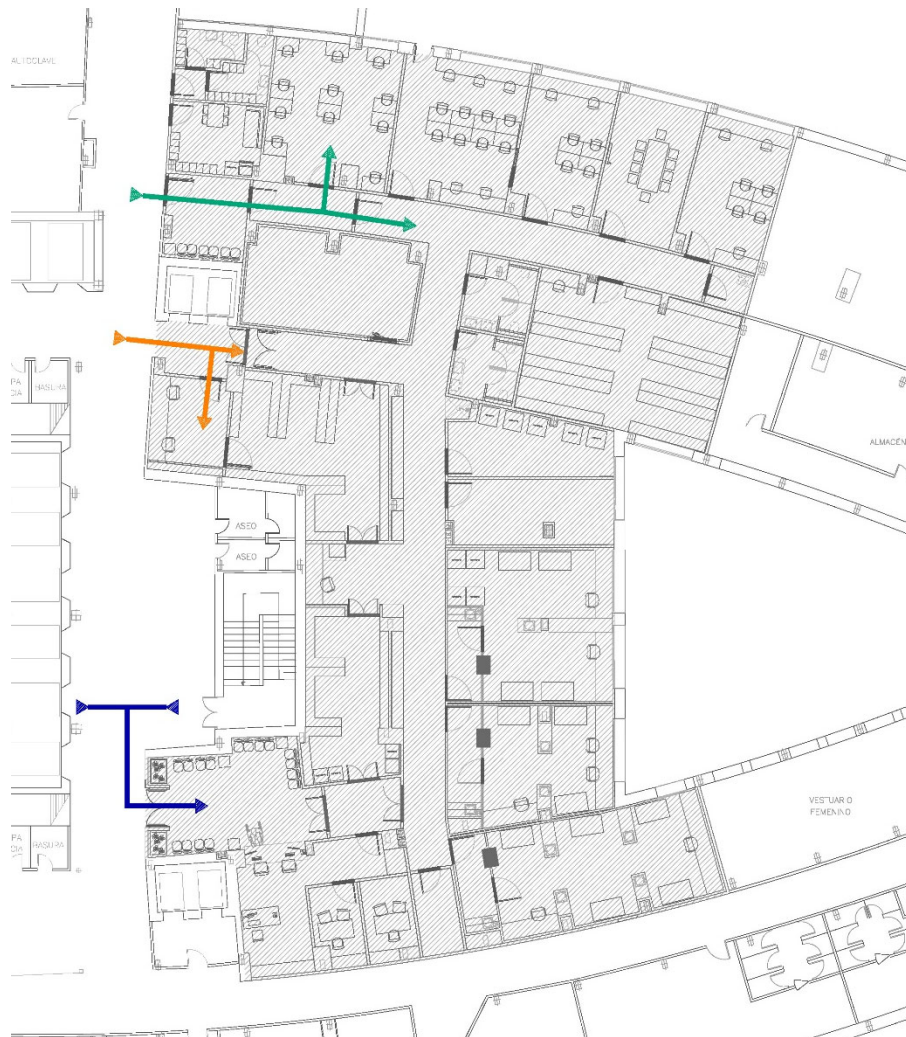 AUTOCLAVE
BASURA
ALMACÉN
ASEO
ASEO
VESTUARIO
FEMENINO
BASURA